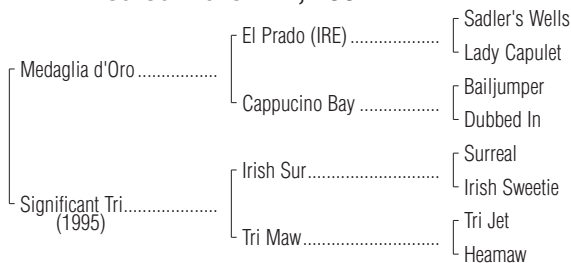 El Prado (IRE)
Sadler's Wells
Lady Capulet
Medaglia d'Oro
Cappucino Bay
Bailjumper
Dubbed In
Irish Sur
Surreal
Irish Sweetie
Significant Tri
(1995)
Tri Maw
Tri Jet
Heamaw